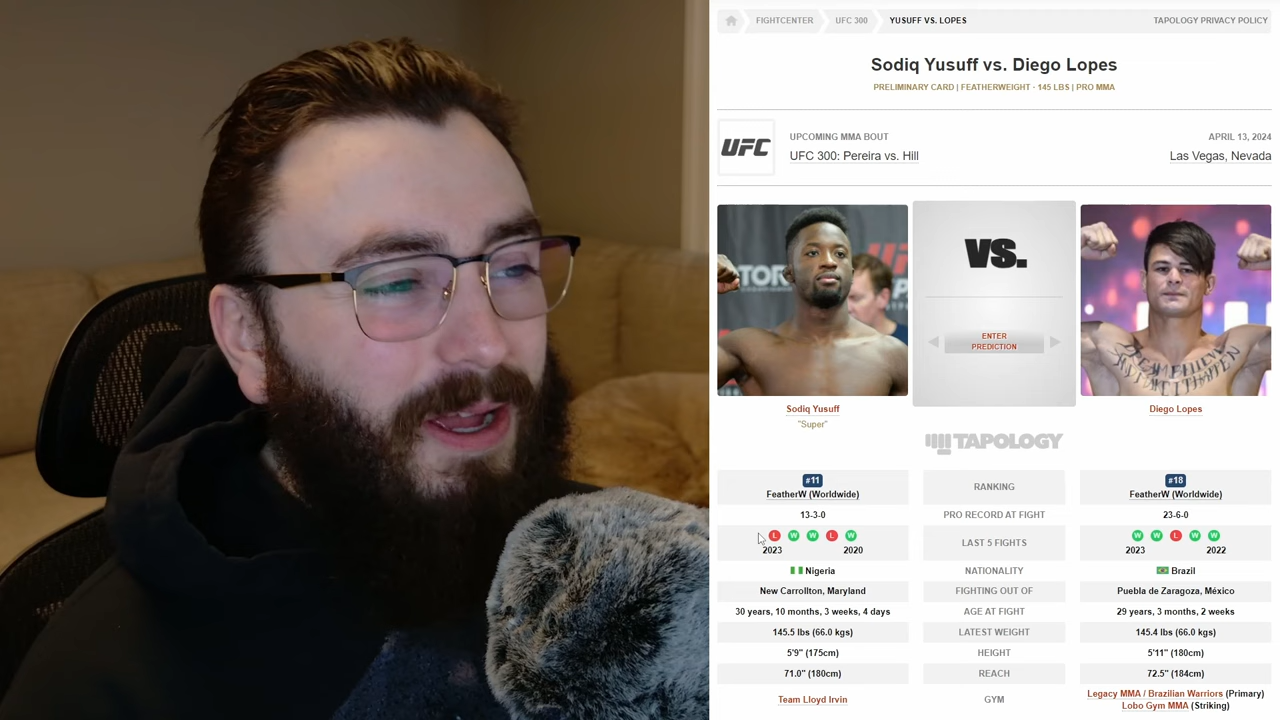 FIGHTCENTER UFC 300 YUSUFF VS. LOPES TAPOLOGY PRIVACY POLICY
Sodiq Yusuff vs. Diego Lopes
PRELIMINARY CARD | FEATHERWEIGHT · 145 LBS | PRO MMA
UFC
UPCOMING MMA BOUT APRIL 13, 2024
UFC 300: Pereira vs. Hill Las Vegas, Nevada
VS.
ENTER
PREDICTION
Sodiq Yusuff Diego Lopes
"Super"
TAPOLOGY
#11 RANKING #18
FeatherW (Worldwide) FeatherW (Worldwide)
13-3-0 PRO RECORD AT FIGHT 23-6-0
L W W L W LAST 5 FIGHTS W W L W W
2023 2020 2023 2022
Nigeria NATIONALITY Brazil
New Carrollton, Maryland FIGHTING OUT OF Puebla de Zaragoza, México
30 years, 10 months, 3 weeks, 4 days AGE AT FIGHT 29 years, 3 months, 2 weeks
145.5 lbs (66.0 kgs) LATEST WEIGHT 145.4 lbs (66.0 kgs)
5'9" (175cm) HEIGHT 5'11" (180cm)
71.0" (180cm) REACH 72.5" (184cm)
Team Lloyd Irvin GYM Legacy MMA / Brazilian Warriors (Primary)
Lobo Gym MMA (Striking)